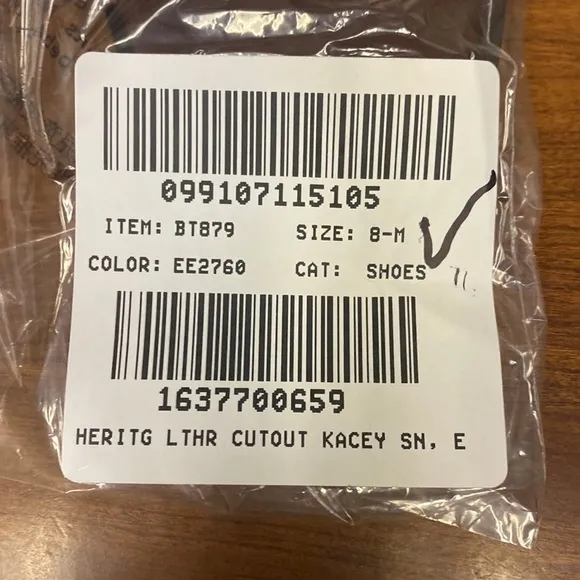 099107115105
ITEM: BT879 SIZE: 8-M
COLOR: EE2760 CAT: SHOES
1637700659
HERITG LTHR CUTOUT KACEY SN, E